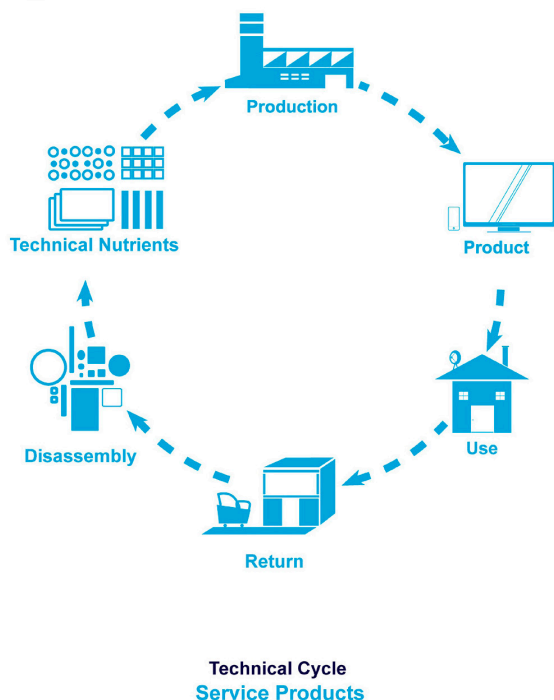 Production
Product
Technical Nutrients
Use
Disassembly
Return
Technical Cycle
Service Products